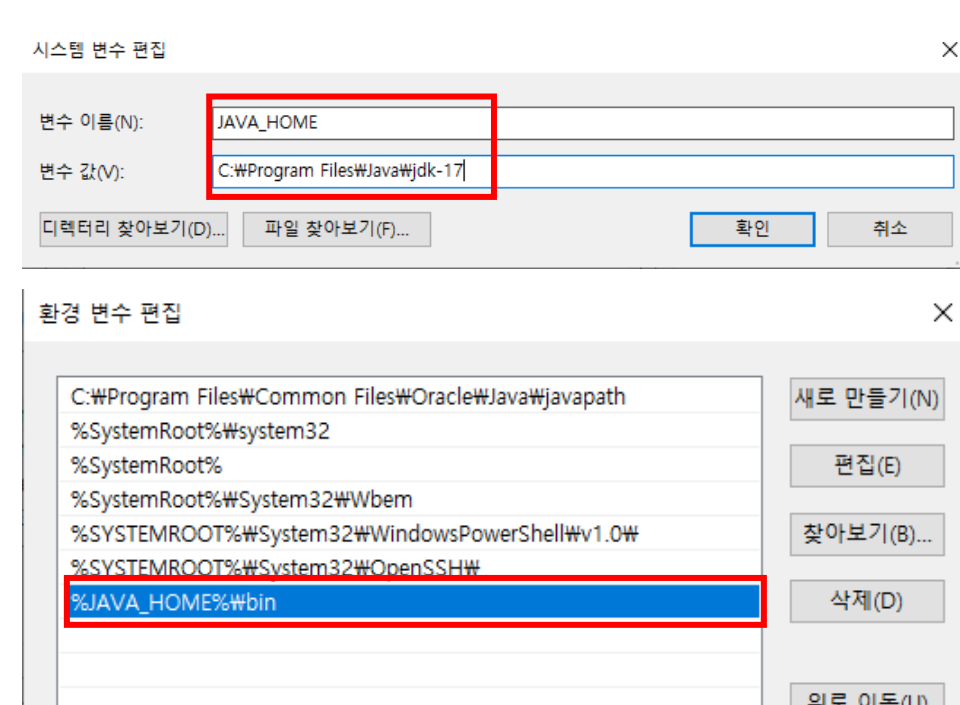 시스템 변수 편집
변수 이름(N):
JAVA_HOME
변수 값(V):
C:₩Program Files₩Java₩jdk-17
디렉터리 찾아보기(D)...
파일 찾아보기(F)...
확인
취소
환경 변수 편집
C:₩Program Files₩Common Files₩Oracle₩Java₩javapath
%SystemRoot%₩system32
%SystemRoot%
%SystemRoot%₩System32₩Wbem
%SYSTEMROOT%₩System32₩WindowsPowerShell₩v1.0₩
%SYSTEMROOT%₩System32₩OpenSSH₩
%JAVA_HOME%₩bin
새로 만들기(N)
편집(E)
찾아보기(B)...
삭제(D)
위로 이동(U)